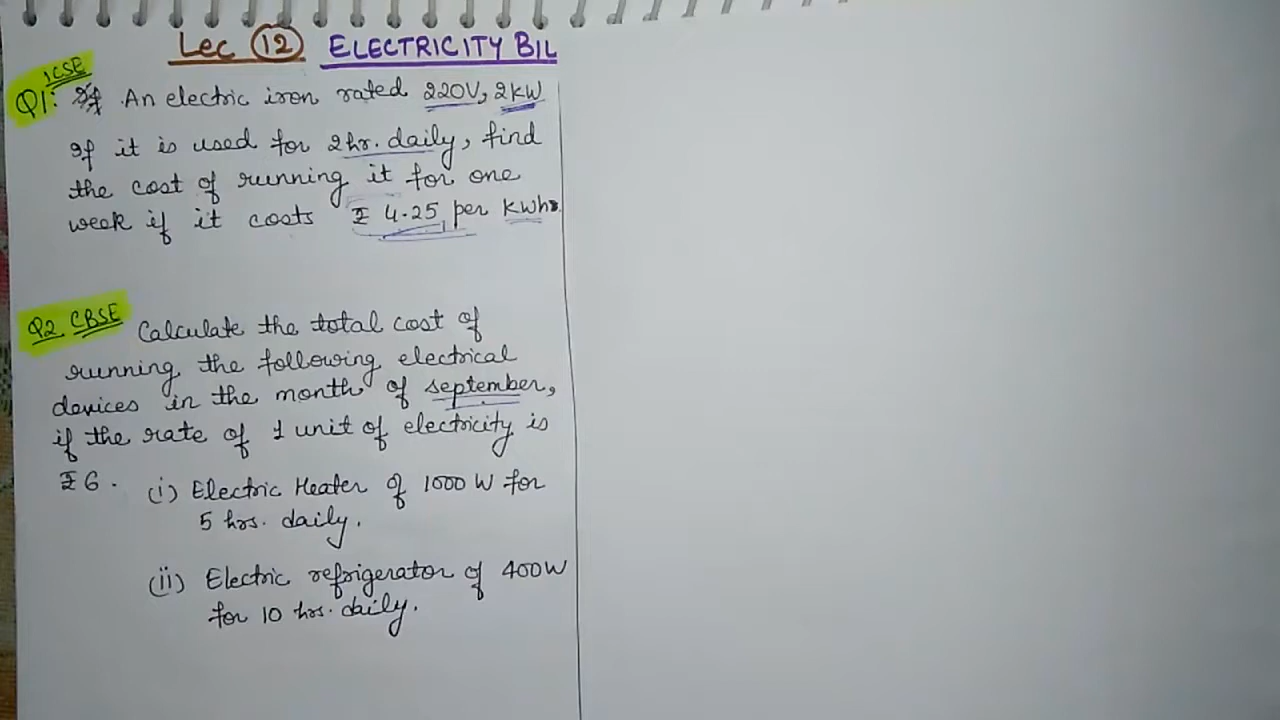 Lec 12 ELECTRICITY BIL
ICSE
Q1: An electric iron rated 220V, 2kW
If it is used for 2hr. daily, find
the cost of running it for one
week if it costs ₹ 4.25 per kWh.
Q2 CBSE Calculate the total cost of
running the following electrical
devices in the month of september,
if the rate of 1 unit of electricity is
₹ 6. (i) Electric Heater of 1000 W for
5 hrs. daily.
(ii) Electric refrigerator of 400W
for 10 hrs. daily.